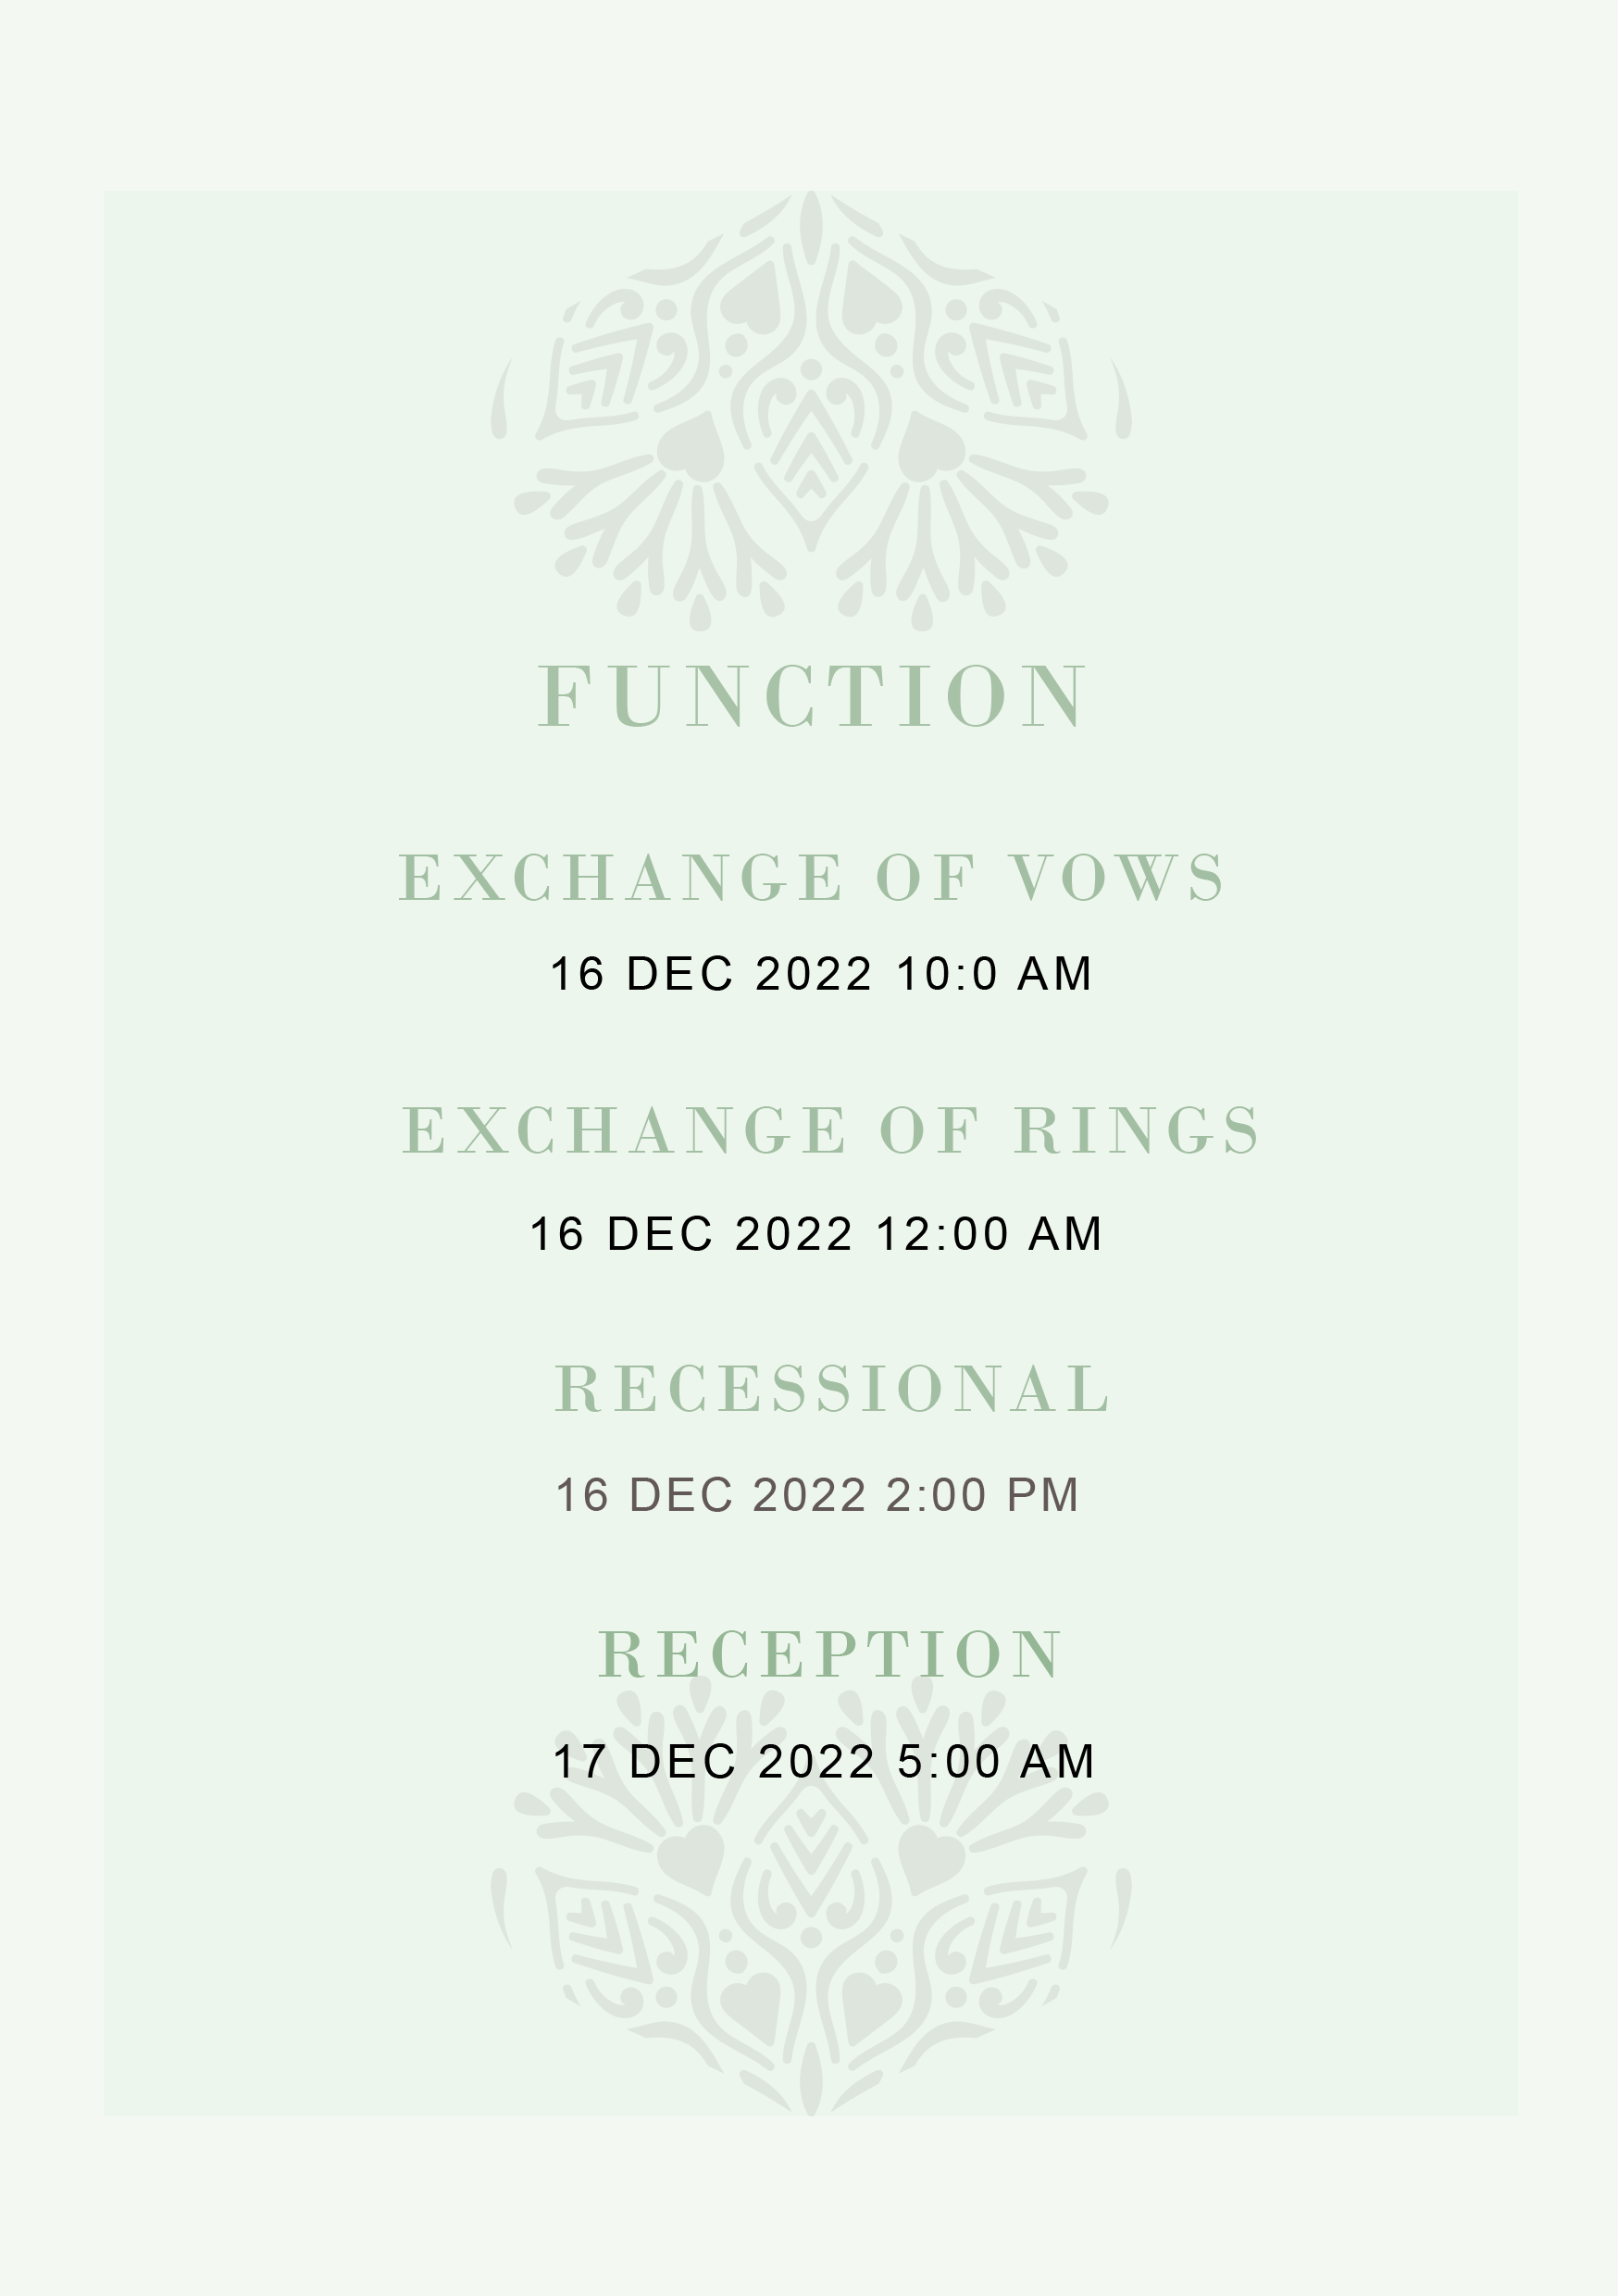 FUNCTION
EXCHANGE OF VOWS
16 DEC 2022 10:0 AM
EXCHANGE OF RINGS
16 DEC 2022 12:00 AM
RECESSIONAL
16 DEC 2022 2:00 PM
RECEPTION
17 DEC 2022 5:00 AM